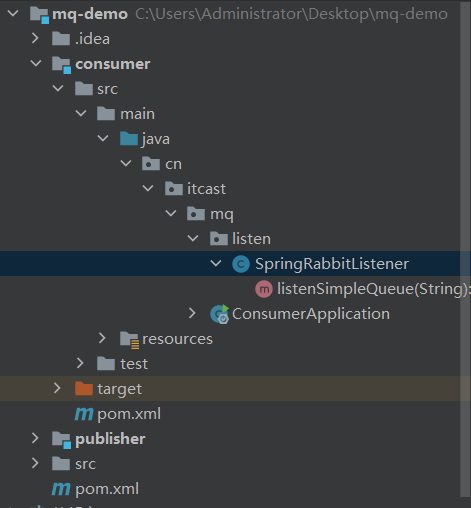 mq-demo C:\Users\Administrator\Desktop\mq-demo
.idea
consumer
src
main
java
cn
itcast
mq
listen
SpringRabbitListener
listenSimpleQueue(String):
ConsumerApplication
resources
test
target
pom.xml
publisher
src
pom.xml